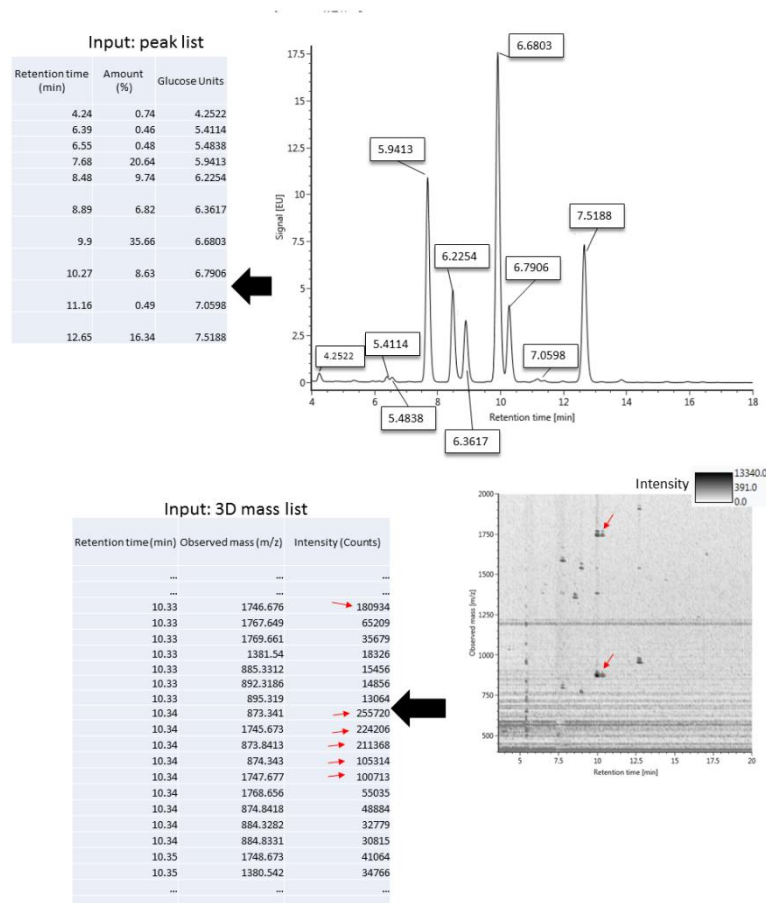 Input: peak list
Retention time (min) Amount (%) Glucose Units
4.24 0.74 4.2522
6.39 0.46 5.4114
6.55 0.48 5.4838
7.68 20.64 5.9413
8.48 9.74 6.2254
8.89 6.82 6.3617
9.9 35.66 6.6803
10.27 8.63 6.7906
11.16 0.49 7.0598
12.65 16.34 7.5188
17.5
15
12.5
10
7.5
5
2.5
0
Signal [EU]
4 6 8 10 12 14 16 18
Retention time [min]
4.2522
5.4114
5.4838
5.9413
6.2254
6.3617
6.6803
6.7906
7.0598
7.5188
Input: 3D mass list
Retention time (min) Observed mass (m/z) Intensity (Counts)
... ... ...
... ... ...
10.33 1746.676 180934
10.33 1767.649 65209
10.33 1769.661 35679
10.33 1381.54 18326
10.33 885.3312 15456
10.33 892.3186 14856
10.33 895.319 13064
10.34 873.341 255720
10.34 1745.673 224206
10.34 873.8413 211368
10.34 874.343 105314
10.34 1747.677 100713
10.34 1768.656 55035
10.34 874.8418 48884
10.34 884.3282 32779
10.34 884.8331 30815
10.35 1748.673 41064
10.35 1380.542 34766
... ... ...
Intensity
13340.0
391.0
0.0
2000
1750
1500
1250
1000
750
500
Observed mass [m/z]
5 7.5 10 12.5 15 17.5 20
Retention time [min]